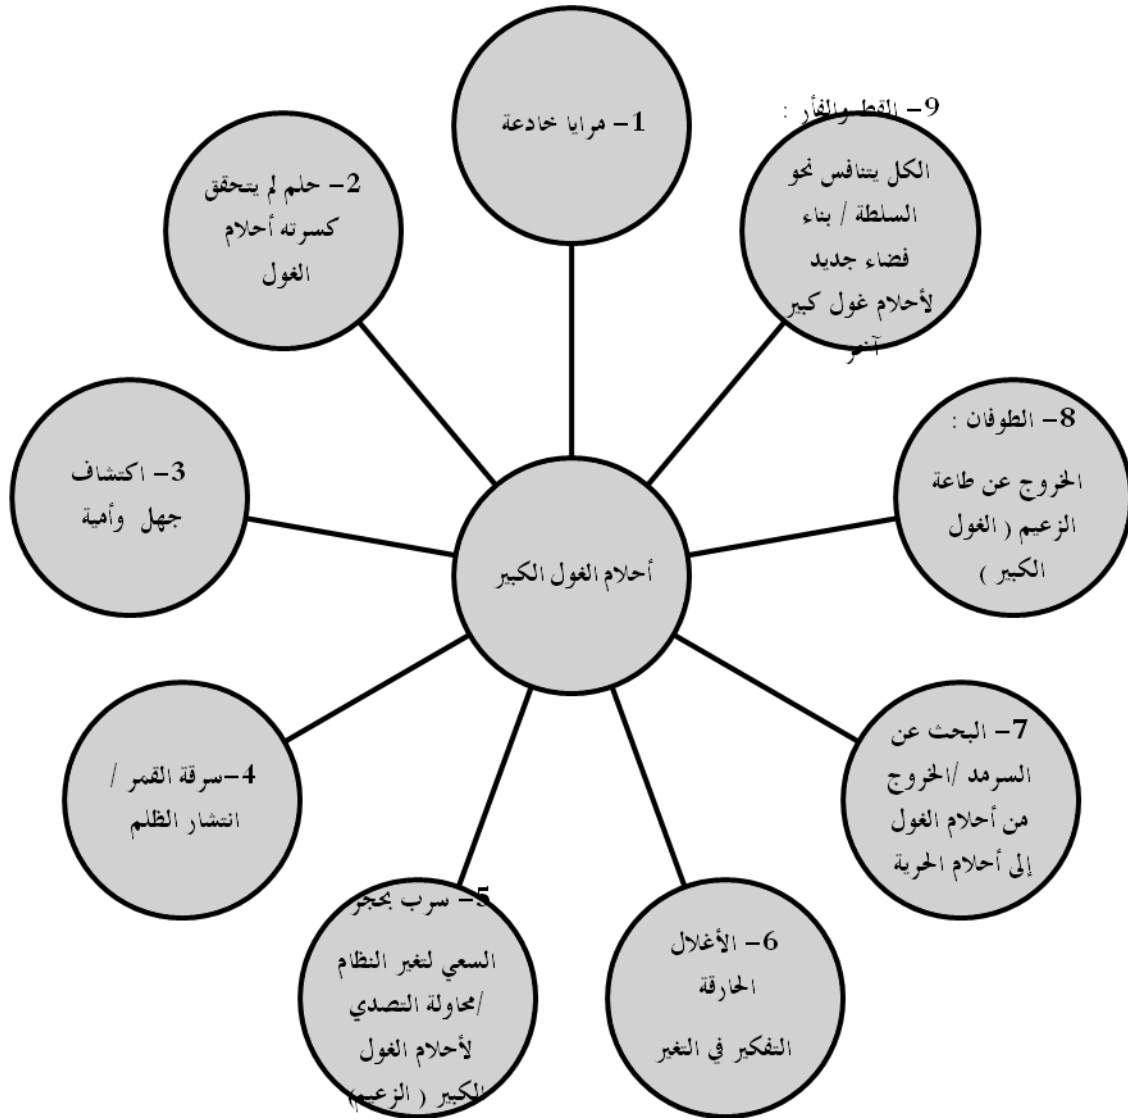 1- مرايا خادعة
2- حلم لم يتحقق
كسرته أحلام
الغول
3- اكتشاف
جهل وأمية
4-سرقة القمر /
انتشار الظلم
5- سرب بحجر
السعي لتغير النظام
/محاولة التصدي
لأحلام الغول
الكبير ( الزعيم)
6- الأغلال
الحارقة
التفكير في التغير
7- البحث عن
السرمد /الخروج
من أحلام الغول
إلى أحلام الحرية
8- الطوفان :
الخروج عن طاعة
الزعيم ( الغول
الكبير )
9- القط والفأر :
الكل يتنافس نحو
السلطة / بناء
فضاء جديد
لأحلام غول كبير
آخر
أحلام الغول الكبير